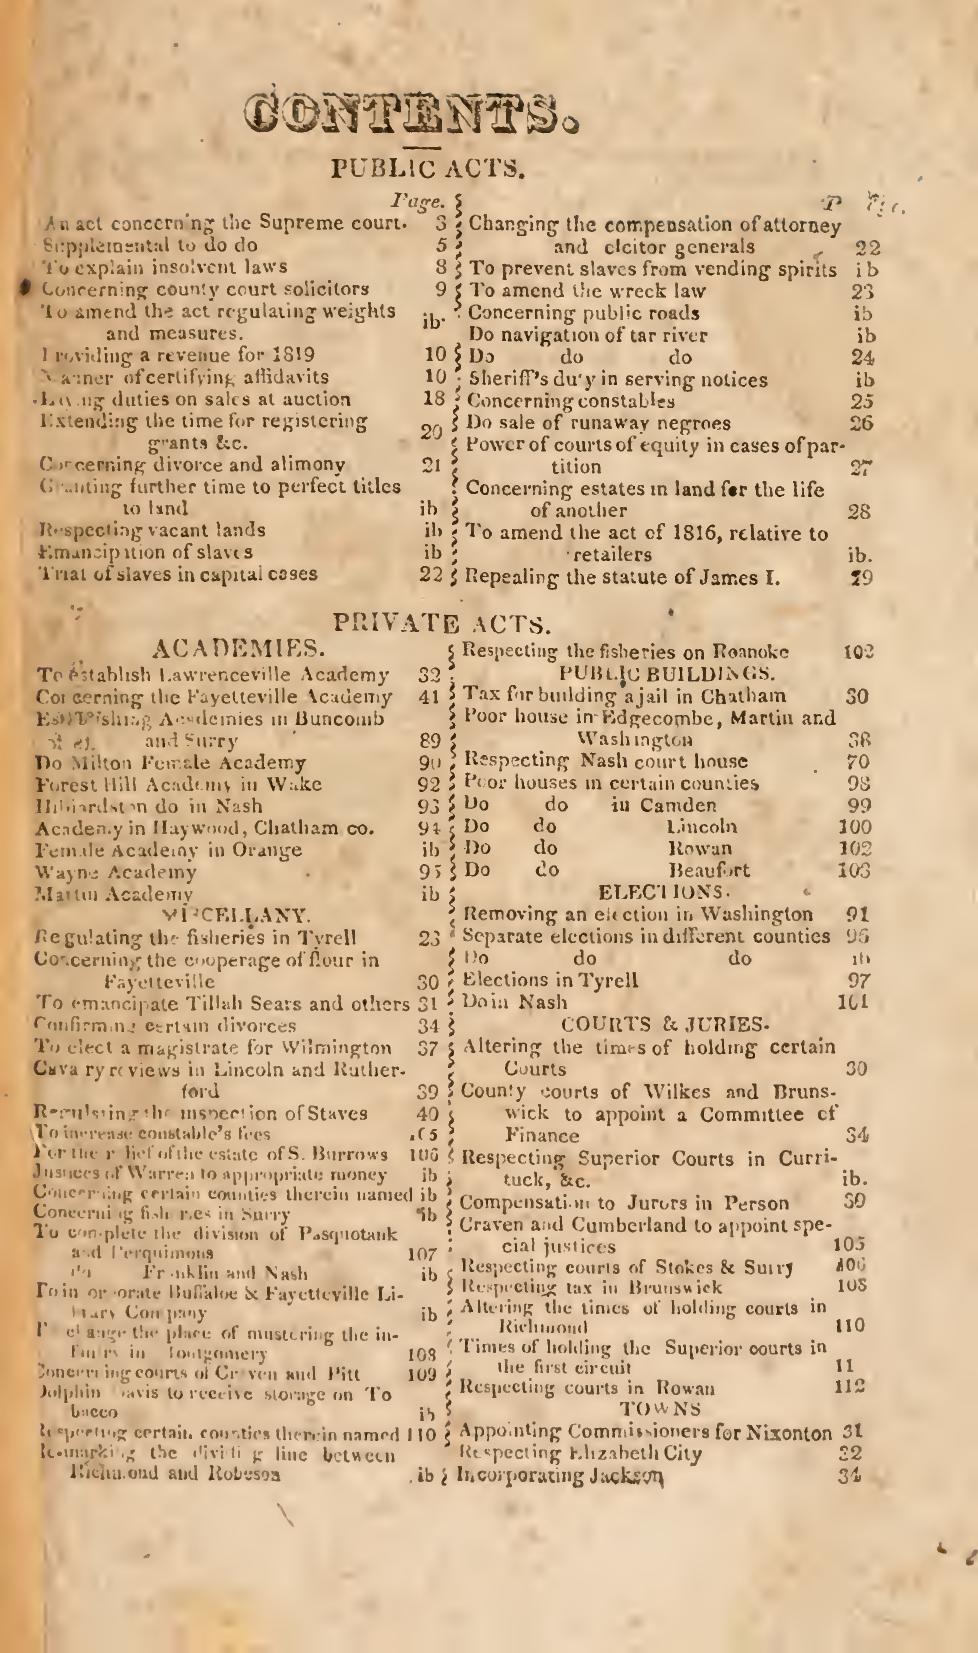 CONTENTS.
PUBLIC ACTS.
Page.
An act concerning the Supreme court. 3
Supplemental to do do 5
To explain insolvent laws 8
Concerning county court solicitors 9
To amend the act regulating weights
and measures. ib.
Providing a revenue for 1819 10
Manner of certifying affidavits 10
Laying duties on sales at auction 18
Extending the time for registering
grants &c. 20
Concerning divorce and alimony 21
Granting further time to perfect titles
to land ib
Respecting vacant lands ib
Emancipation of slaves ib
Trial of slaves in capital cases 22
Changing the compensation of attorney
and slcitor generals 22
To prevent slaves from vending spirits ib
To amend the wreck law 23
Concerning public roads ib
Do navigation of tar river ib
Do do do 24
Sheriff's duty in serving notices ib
Concerning constables 25
Do sale of runaway negroes 26
Power of courts of equity in cases of par-
tition 27
Concerning estates in land for the life
of another 28
To amend the act of 1816, relative to
retailers ib.
Repealing the statute of James I. 29
PRIVATE ACTS.
ACADEMIES.
To establish Lawrenceville Academy 32
Concerning the Fayetteville Academy 41
Establishing Academies in Buncomb
and Surry 89
Do Milton Female Academy 90
Forest Hill Academy in Wake 92
Hilliardston do in Nash 93
Academy in Haywood, Chatham co. 94
Female Academy in Orange ib
Wayne Academy 95
Martin Academy ib
MISCELLANY.
Regulating the fisheries in Tyrell 23
Concerning the cooperage of flour in
Fayetteville 30
To emancipate Tillah Sears and others 31
Confirming certain divorces 34
To elect a magistrate for Wilmington 37
Cavalry reviews in Lincoln and Ruther-
ford 39
Regulating the inspection of Staves 40
To increase constable's fees 105
For the relief of the estate of S. Burrows 106
Justices of Warren to appropriate money ib
Concerning certain counties therein named ib
Concerning fisheries in Surry ib
To complete the division of Pasquotank
and Perquimons 107
Franklin and Nash ib
To incorporate Buffaloe & Fayetteville Li-
brary Company ib
To change the place of mustering the in-
fantry in Montgomery 108
Concerning courts of Craven and Pitt 109
Dolphin Davis to receive storage on To
bacco ib
Respecting certain counties therein named 110
Re-marking the dividing line between
Richmond and Robeson ib
Respecting the fisheries on Roanoke 102
PUBLIC BUILDINGS.
Tax for building a jail in Chatham 30
Poor house in Edgecombe, Martin and
Washington 38
Respecting Nash court house 70
Poor houses in certain counties 98
Do do in Camden 99
Do do Lincoln 100
Do do Rowan 102
Do do Beaufort 103
ELECTIONS.
Removing an election in Washington 91
Separate elections in different counties 96
Do do do ib
Elections in Tyrell 97
Do in Nash 101
COURTS & JURIES.
Altering the times of holding certain
Courts 30
County courts of Wilkes and Bruns-
wick to appoint a Committee of
Finance 34
Respecting Superior Courts in Curri-
tuck, &c. ib.
Compensation to Jurors in Person 39
Craven and Cumberland to appoint spe-
cial justices 105
Respecting courts of Stokes & Surry 106
Respecting tax in Brunswick 108
Altering the times of holding courts in
Richmond 110
Times of holding the Superior courts in
the first circuit 11
Respecting courts in Rowan 112
TOWNS
Appointing Commissioners for Nixonton 31
Respecting Elizabeth City 32
Incorporating Jackson 34